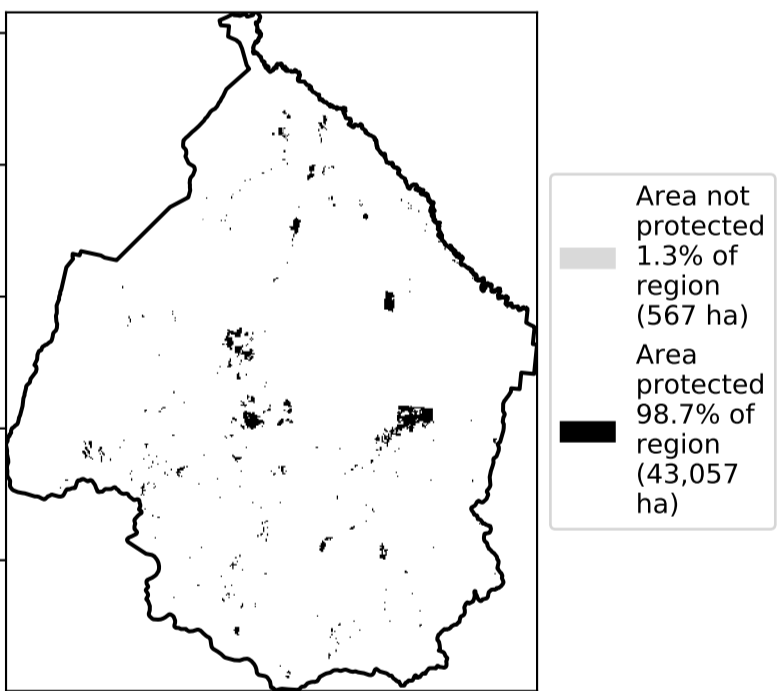 Area not
protected
1.3% of
region
(567 ha)
Area
protected
98.7% of
region
(43,057
ha)